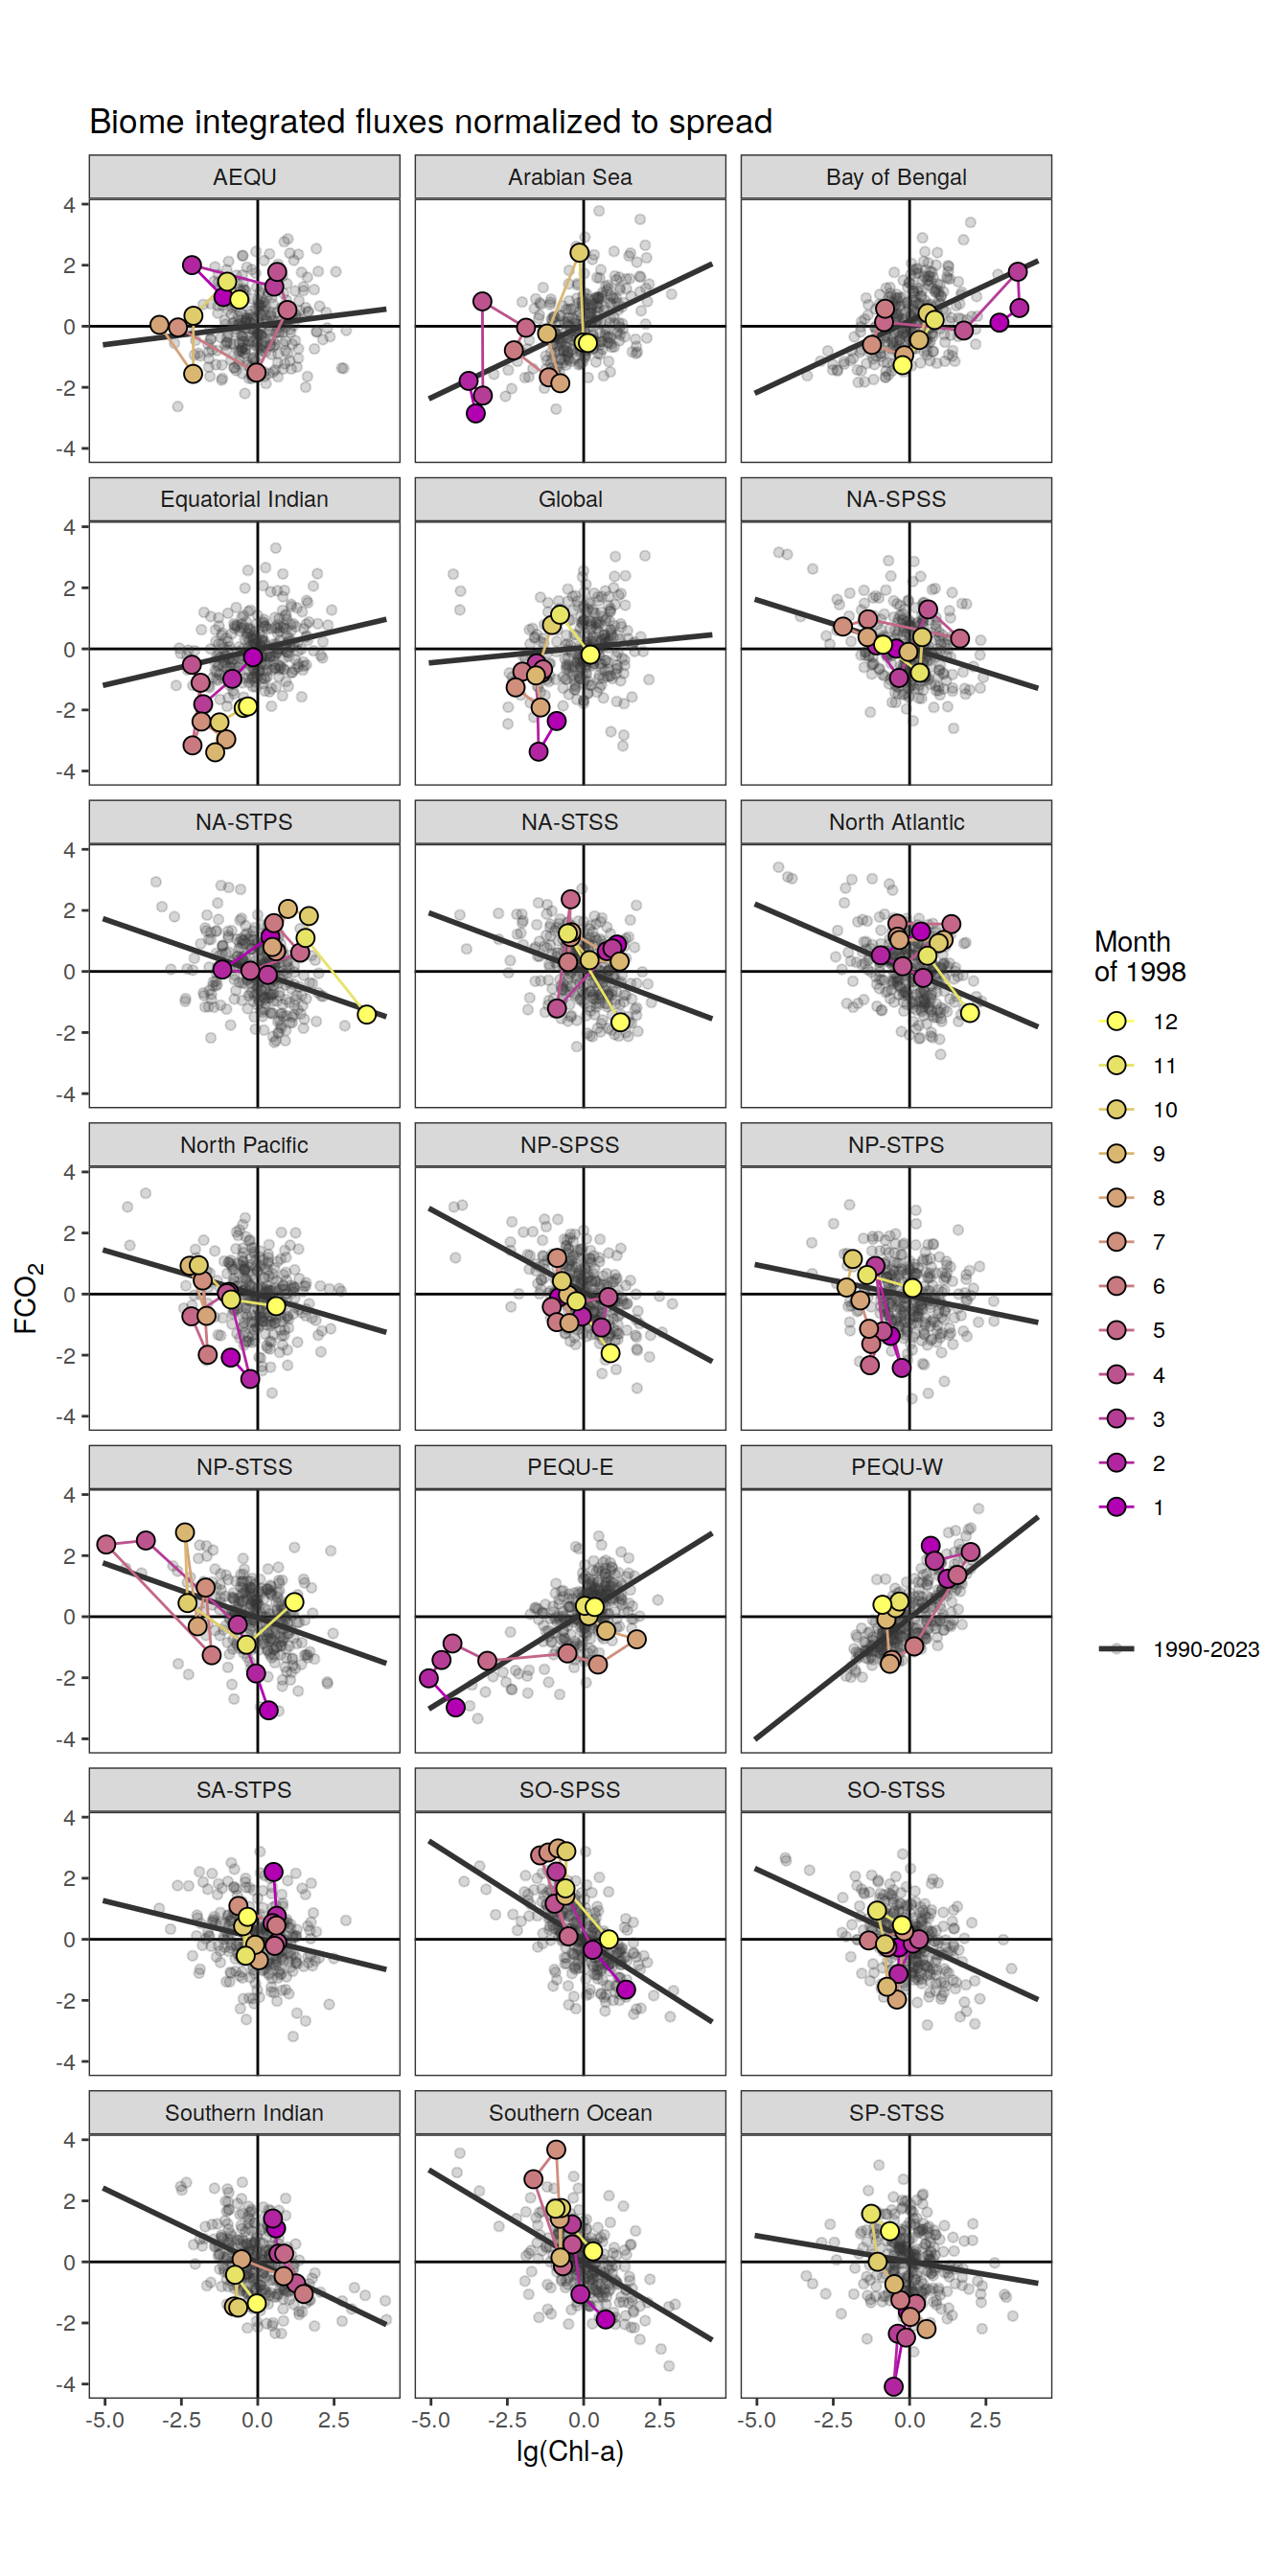 Biome integrated fluxes normalized to spread
AEQU
Arabian Sea
Bay of Bengal
4
2
0
-2
-4
Equatorial Indian
Global
NA-SPSS
4
2
0
-2
-4
NA-STPS
NA-STSS
North Atlantic
4
2
0
-2
-4
North Pacific
NP-SPSS
NP-STPS
4
2
0
-2
-4
NP-STSS
PEQU-E
PEQU-W
4
2
0
-2
-4
SA-STPS
SO-SPSS
SO-STSS
4
2
0
-2
-4
Southern Indian
Southern Ocean
SP-STSS
4
2
0
-2
-4
-5.0 -2.5 0.0 2.5
-5.0 -2.5 0.0 2.5
-5.0 -2.5 0.0 2.5
lg(Chl-a)
FCO₂
Month
of 1998
12
11
10
9
8
7
6
5
4
3
2
1
1990-2023